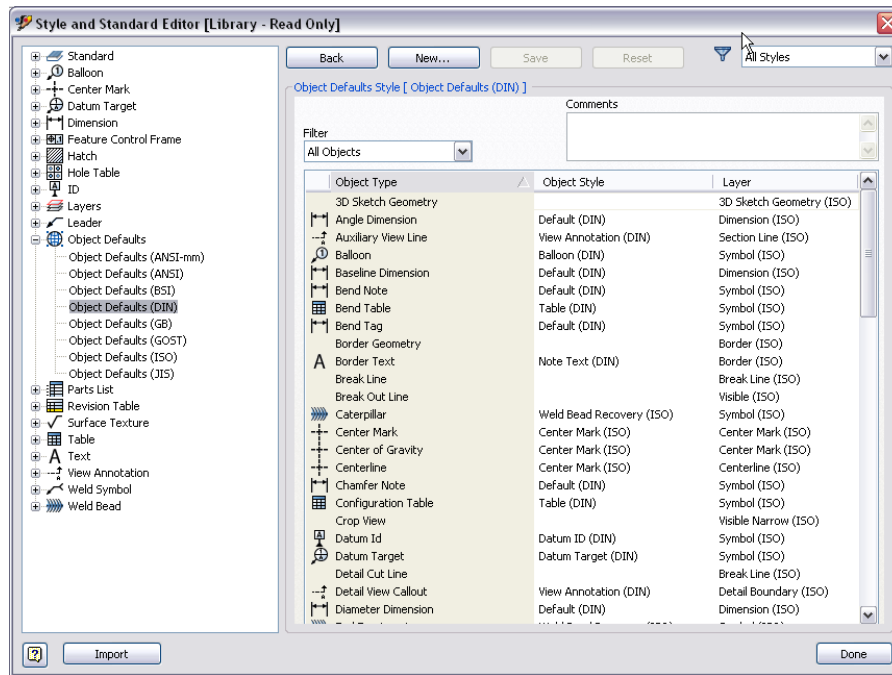 Style and Standard Editor [Library - Read Only]
Standard
Balloon
Center Mark
Datum Target
Dimension
Feature Control Frame
Hatch
Hole Table
ID
Layers
Leader
Object Defaults
Object Defaults (ANSI-mm)
Object Defaults (ANSI)
Object Defaults (BSI)
Object Defaults (DIN)
Object Defaults (GB)
Object Defaults (GOST)
Object Defaults (ISO)
Object Defaults (JIS)
Parts List
Revision Table
Surface Texture
Table
Text
View Annotation
Weld Symbol
Weld Bead
Back New... Save Reset All Styles
Object Defaults Style [ Object Defaults (DIN) ]
Comments
Filter
All Objects
Object Type Object Style Layer
3D Sketch Geometry 3D Sketch Geometry (ISO)
Angle Dimension Default (DIN) Dimension (ISO)
Auxiliary View Line View Annotation (DIN) Section Line (ISO)
Balloon Balloon (DIN) Symbol (ISO)
Baseline Dimension Default (DIN) Dimension (ISO)
Bend Note Default (DIN) Symbol (ISO)
Bend Table Table (DIN) Symbol (ISO)
Bend Tag Default (DIN) Symbol (ISO)
Border Geometry Border (ISO)
Border Text Note Text (DIN) Border (ISO)
Break Line Break Line (ISO)
Break Out Line Visible (ISO)
Caterpillar Weld Bead Recovery (ISO) Symbol (ISO)
Center Mark Center Mark (ISO) Center Mark (ISO)
Center of Gravity Center Mark (ISO) Center Mark (ISO)
Centerline Center Mark (ISO) Centerline (ISO)
Chamfer Note Default (DIN) Symbol (ISO)
Configuration Table Table (DIN) Symbol (ISO)
Crop View Visible Narrow (ISO)
Datum Id Datum ID (DIN) Symbol (ISO)
Datum Target Datum Target (DIN) Symbol (ISO)
Detail Cut Line Break Line (ISO)
Detail View Callout View Annotation (DIN) Detail Boundary (ISO)
Diameter Dimension Default (DIN) Dimension (ISO)
Import Done